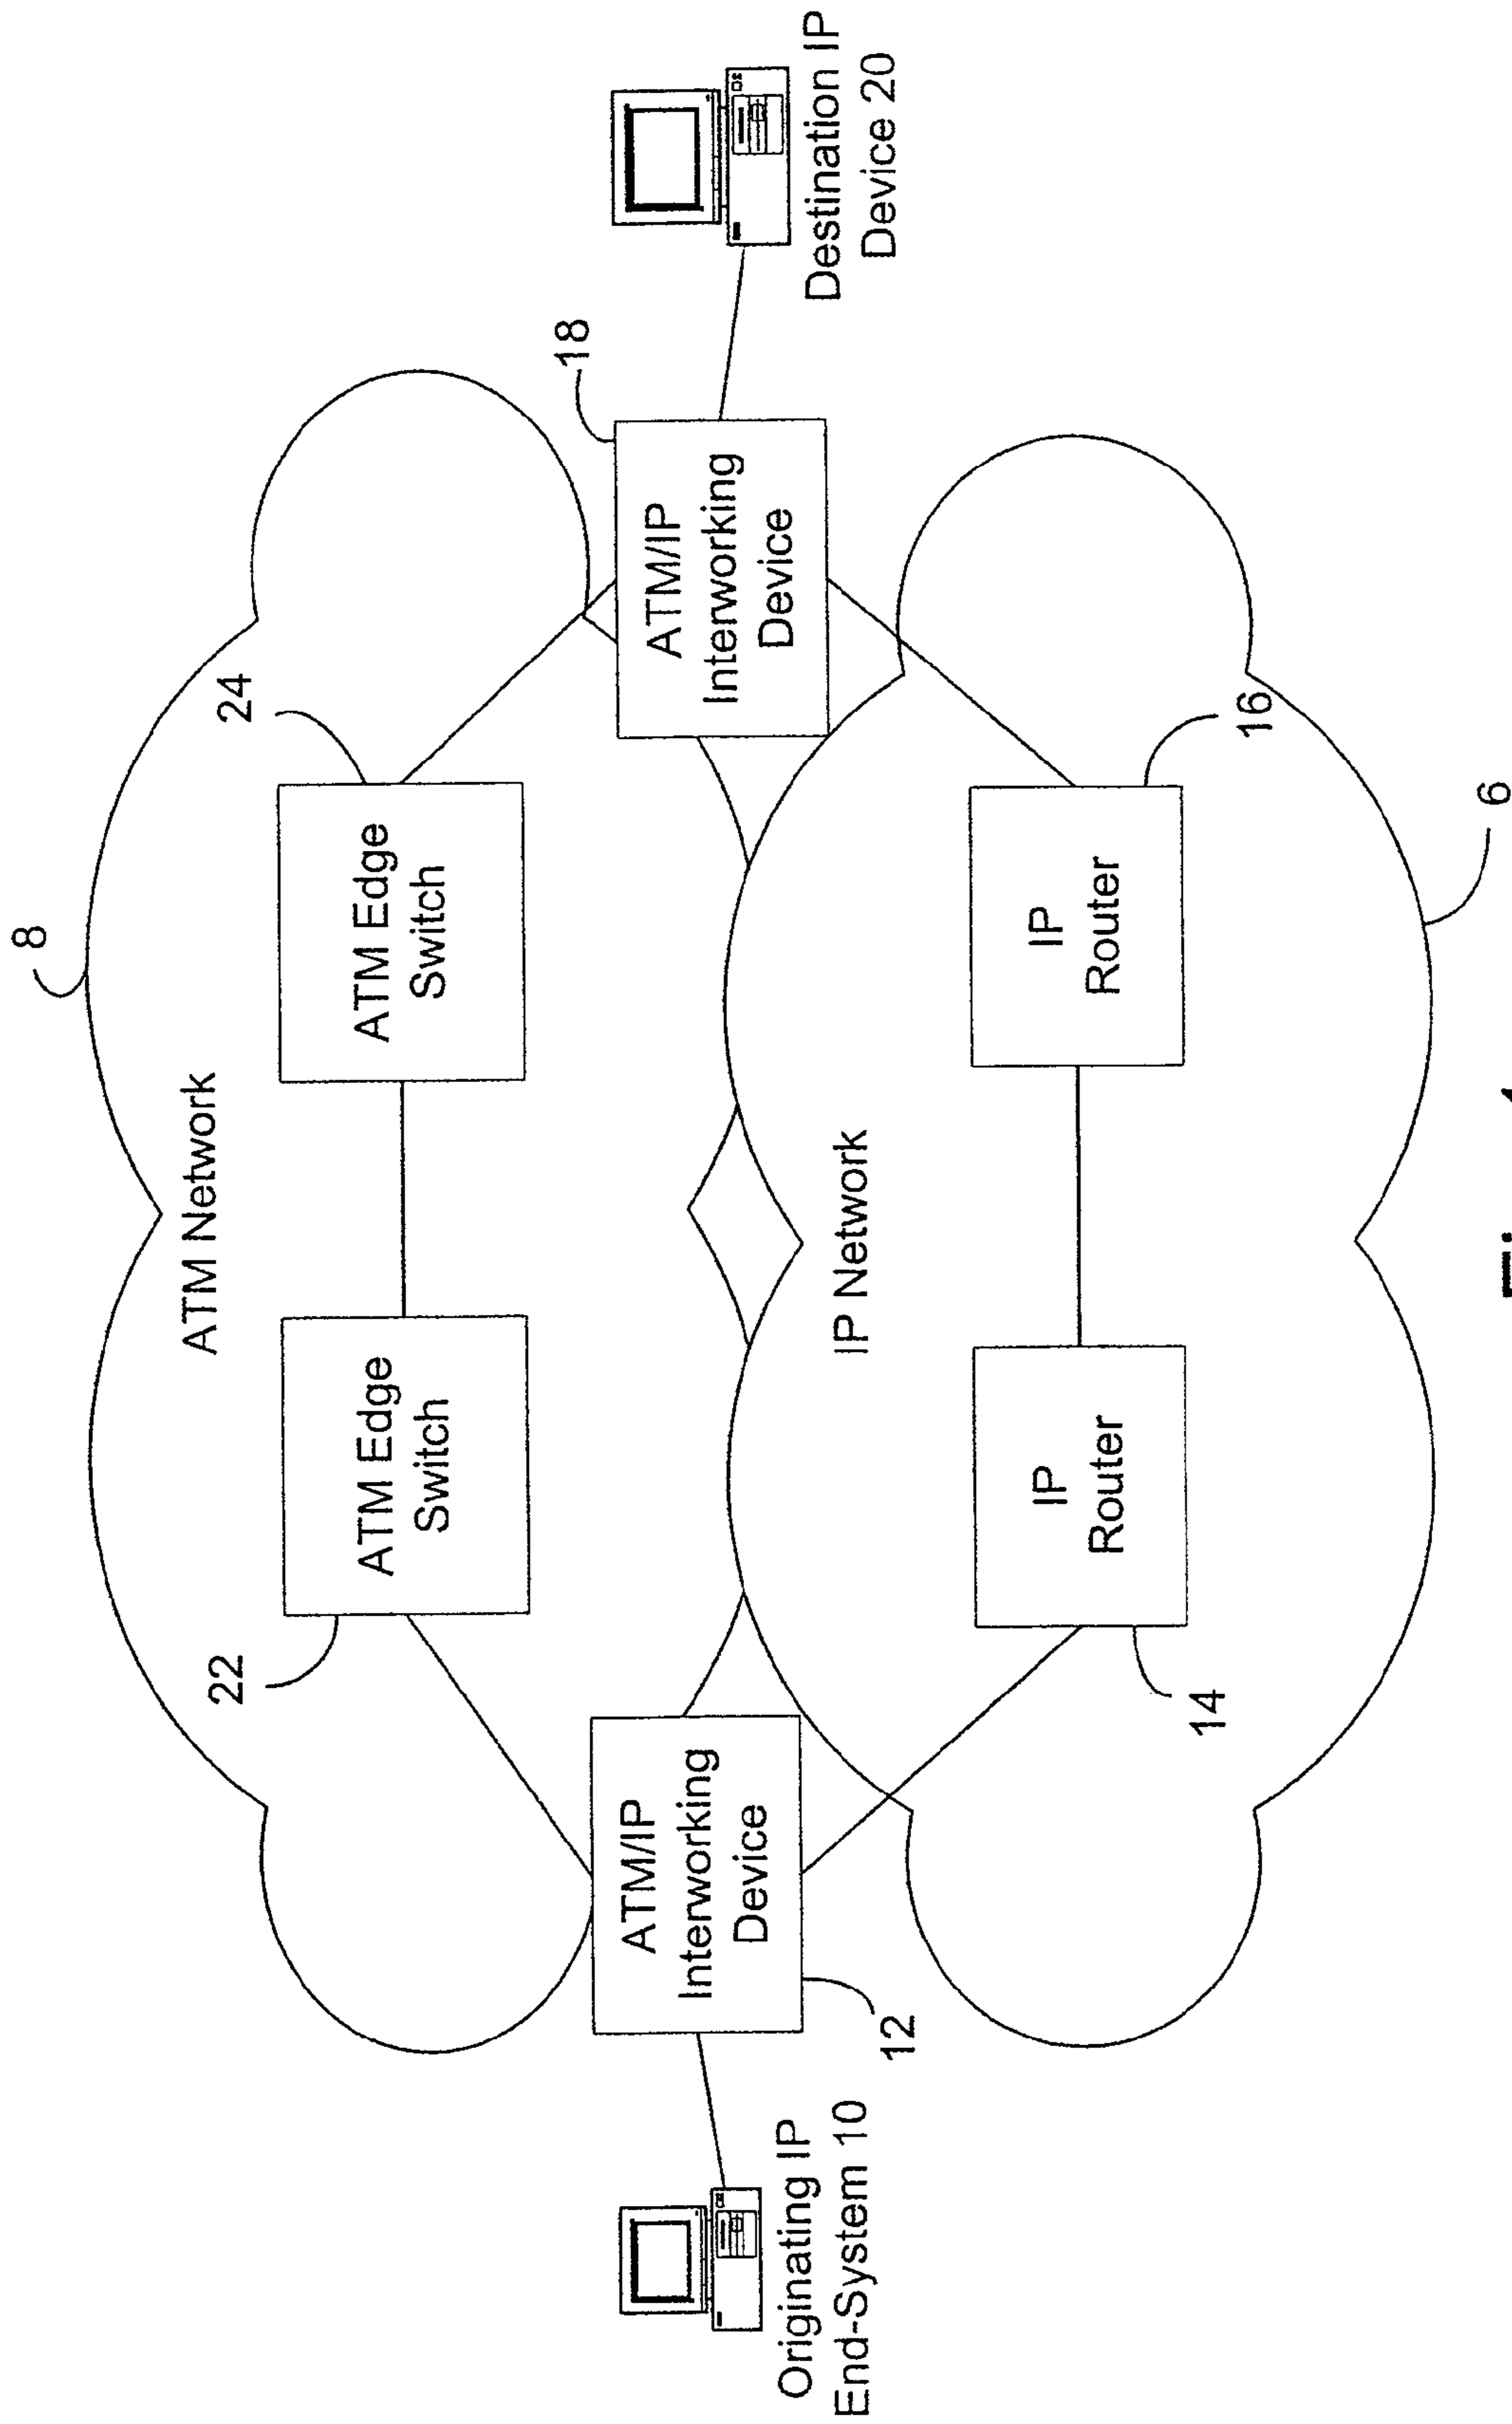 8
ATM Network
22
ATM Edge
Switch
24
ATM Edge
Switch
Originating IP
End-System 10
ATM/IP
Interworking
Device
12
ATM/IP
Interworking
Device
18
Destination IP
Device 20
IP Network
IP
Router
14
IP
Router
16
6